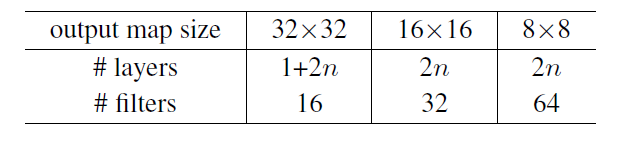 output map size 32×32 16×16 8×8
# layers 1+2n 2n 2n
# filters 16 32 64